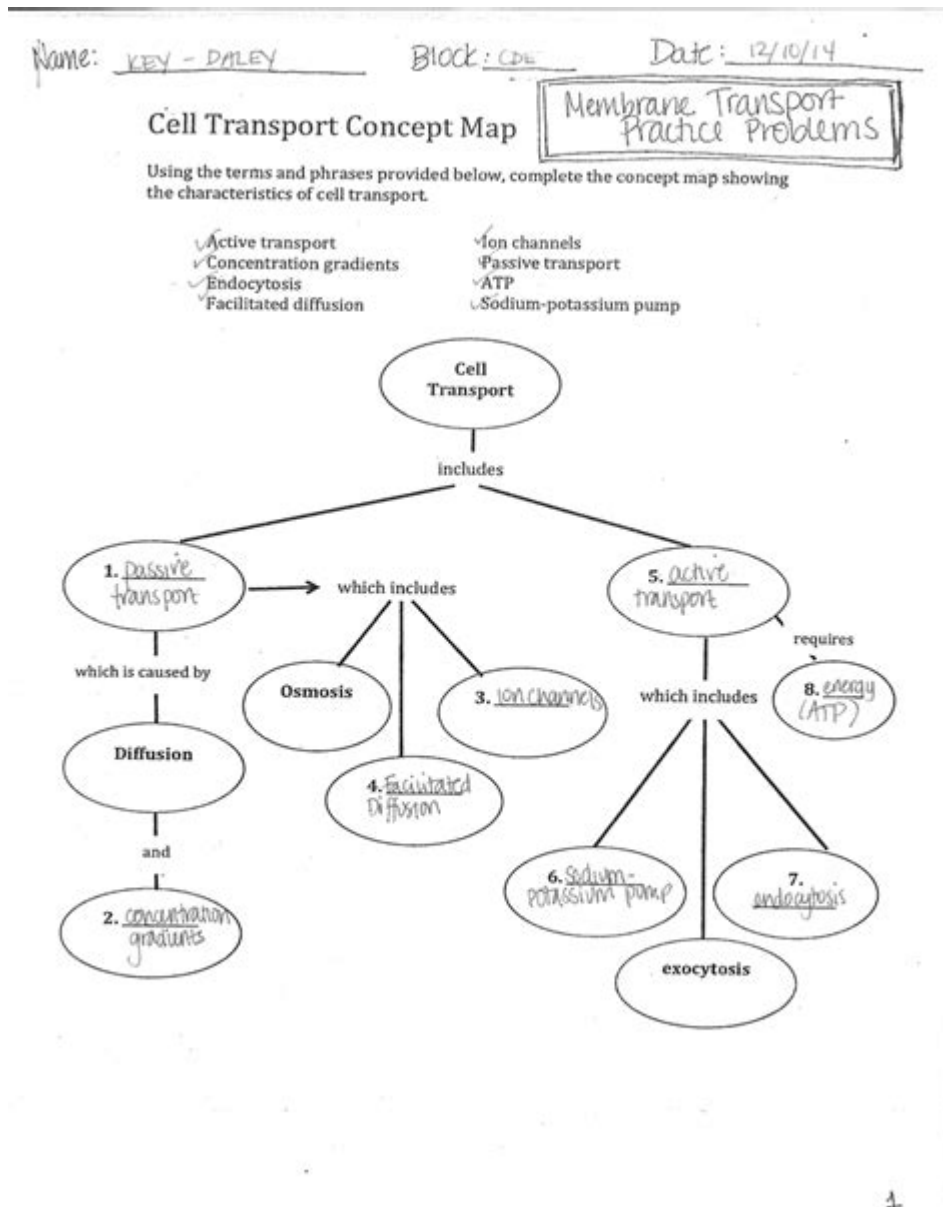 Name: KEY - DALEY Block: CDE Date: 12/10/14
Membrane Transport
Practice Problems
Cell Transport Concept Map
Using the terms and phrases provided below, complete the concept map showing
the characteristics of cell transport.
✓Active transport ✓Ion channels
✓Concentration gradients ✓Passive transport
✓Endocytosis ✓ATP
✓Facilitated diffusion ✓Sodium-potassium pump
Cell
Transport
includes
1. passive
transport
which includes
5. active
transport
requires
which is caused by
Osmosis
3. Ion channels
which includes
8. energy
(ATP)
Diffusion
4. Facilitated
Diffusion
and
6. Sodium-
potassium pump
7.
endocytosis
2. concentration
gradients
exocytosis
1